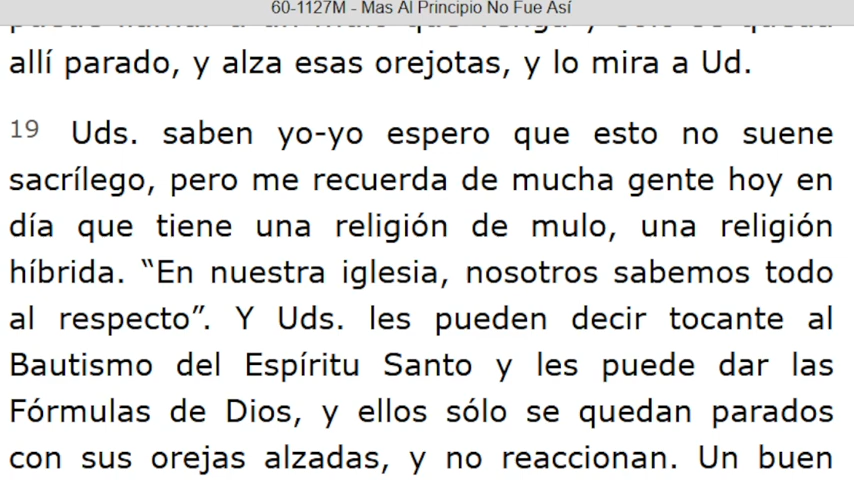 60-1127M - Mas Al Principio No Fue Así
allí parado, y alza esas orejotas, y lo mira a Ud.
19 Uds. saben yo-yo espero que esto no suene
sacrílego, pero me recuerda de mucha gente hoy en
día que tiene una religión de mulo, una religión
híbrida. “En nuestra iglesia, nosotros sabemos todo
al respecto”. Y Uds. les pueden decir tocante al
Bautismo del Espíritu Santo y les puede dar las
Fórmulas de Dios, y ellos sólo se quedan parados
con sus orejas alzadas, y no reaccionan. Un buen